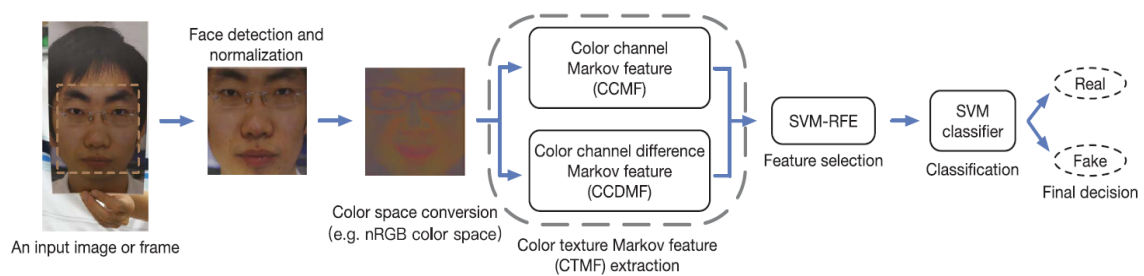 An input image or frame
Face detection and
normalization
Color space conversion
(e.g. nRGB color space)
Color channel
Markov feature
(CCMF)
Color channel difference
Markov feature
(CCDMF)
Color texture Markov feature
(CTMF) extraction
SVM-RFE
Feature selection
SVM
classifier
Classification
Real
Fake
Final decision